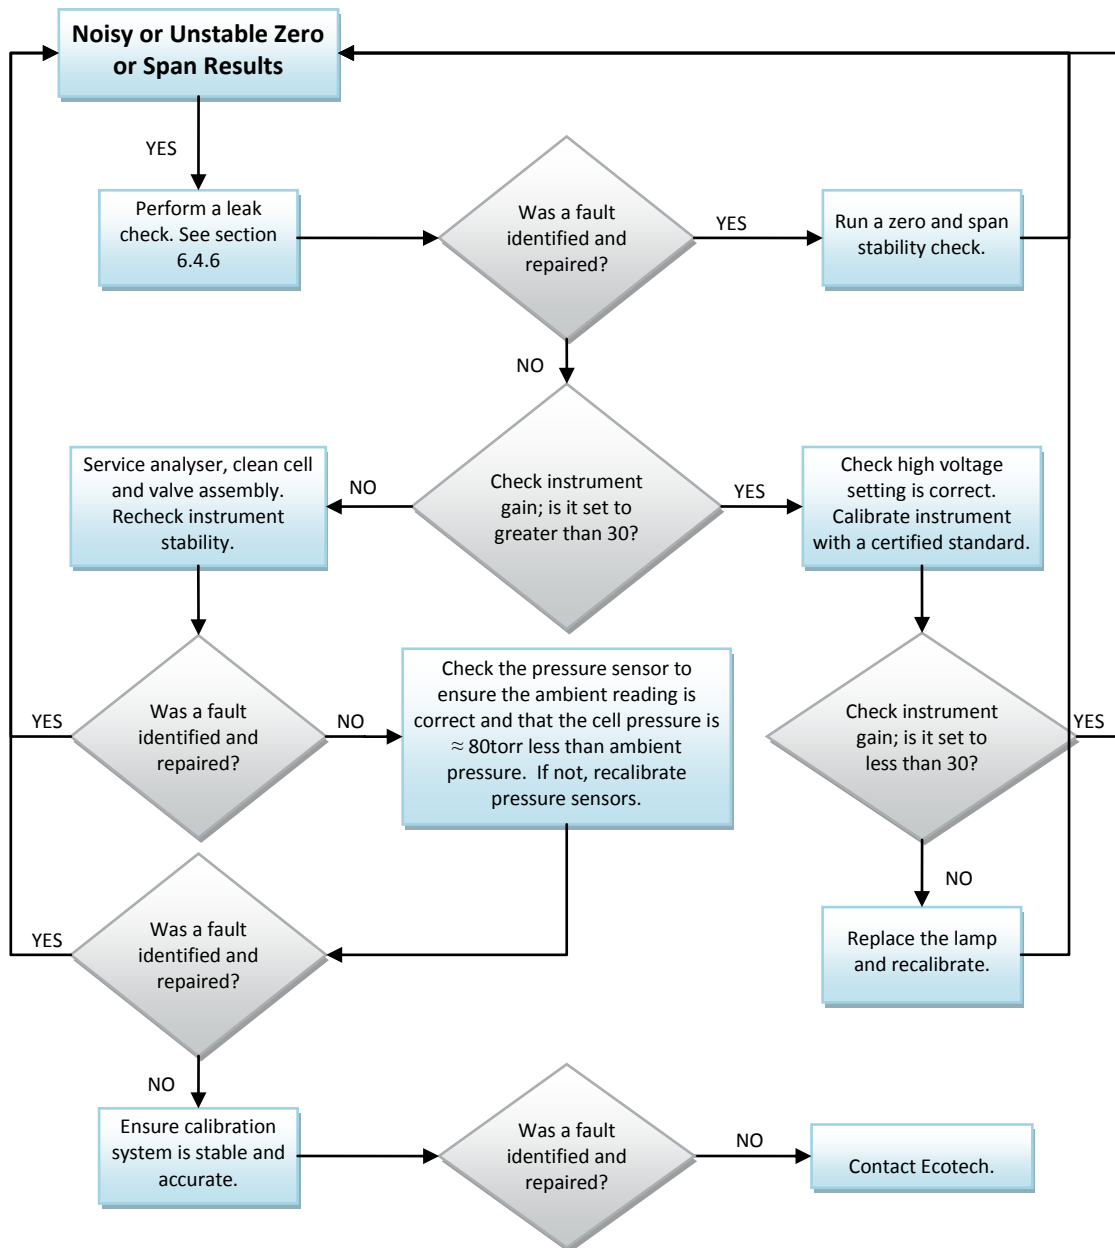 Noisy or Unstable Zero
or Span Results
YES
Perform a leak
check. See section
6.4.6
Was a fault
identified and
repaired?
YES
Run a zero and span
stability check.
NO
Service analyser, clean cell
and valve assembly.
Recheck instrument
stability.
NO
Check instrument
gain; is it set to
greater than 30?
YES
Check high voltage
setting is correct.
Calibrate instrument
with a certified standard.
YES
Was a fault
identified and
repaired?
NO
Check the pressure sensor to
ensure the ambient reading is
correct and that the cell pressure is
≈ 80torr less than ambient
pressure. If not, recalibrate
pressure sensors.
Check instrument
gain; is it set to
less than 30?
YES
NO
YES
Was a fault
identified and
repaired?
Replace the lamp
and recalibrate.
NO
Ensure calibration
system is stable and
accurate.
Was a fault
identified and
repaired?
NO
Contact Ecotech.